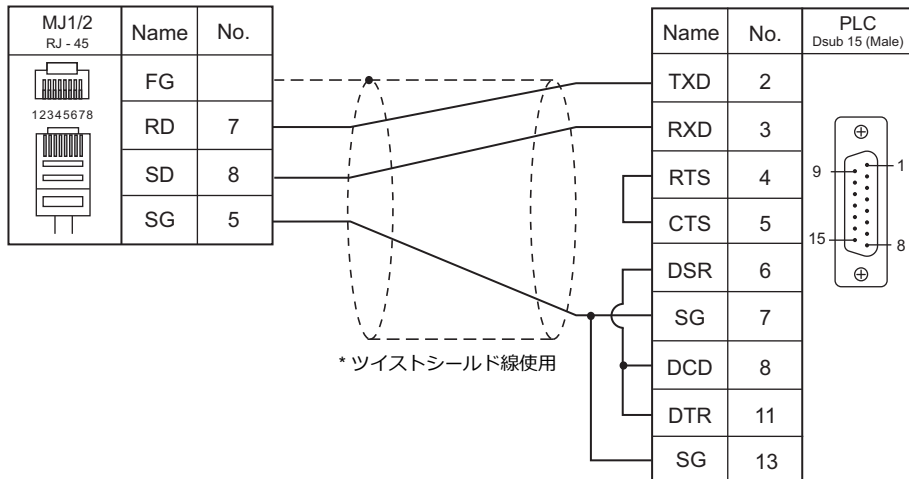 MJ1/2
RJ - 45
Name No.
FG
RD 7
SD 8
SG 5
12345678
* ツイストシールド線使用
Name No.
PLC
Dsub 15 (Male)
TXD 2
RXD 3
RTS 4
CTS 5
DSR 6
SG 7
DCD 8
DTR 11
SG 13
9 1
15 8